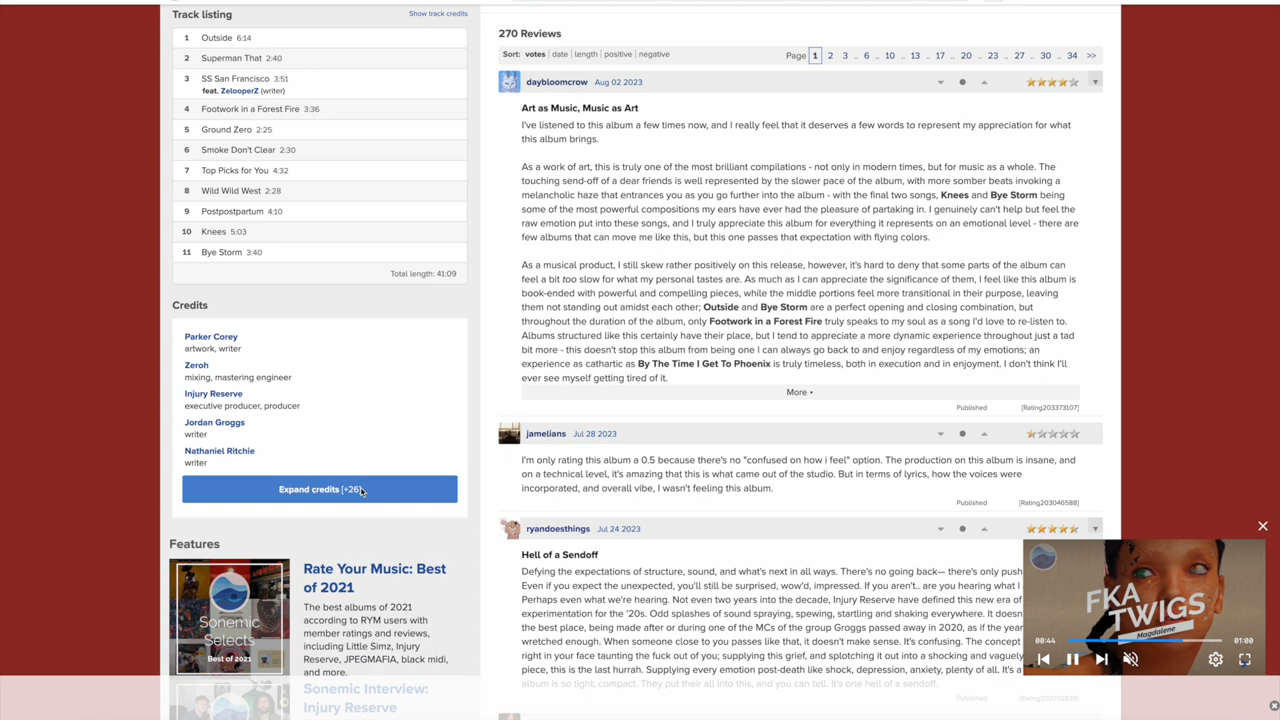 Track listing
Show track credits
1 Outside 6:14
2 Superman That 2:40
3 SS San Francisco 3:51
feat. ZelooperZ (writer)
4 Footwork in a Forest Fire 3:36
5 Ground Zero 2:25
6 Smoke Don't Clear 2:30
7 Top Picks for You 4:32
8 Wild Wild West 2:28
9 Postpostpartum 4:10
10 Knees 5:03
11 Bye Storm 3:40
Total length: 41:09
Credits
Parker Corey
artwork, writer
Zeroh
mixing, mastering engineer
Injury Reserve
executive producer, producer
Jordan Groggs
writer
Nathaniel Ritchie
writer
Expand credits [+26]
Features
Sonemic
Selects
Best of 2021
Rate Your Music: Best
of 2021
The best albums of 2021
according to RYM users
with member ratings and
reviews, including Little Simz, Injury
Reserve, JPEGMAFIA, black midi,
and more.
Sonemic Interview:
Injury Reserve
270 Reviews
Sort: votes | date | length | positive | negative
Page 1 2 3 .. 6 .. 10 .. 13 .. 17 .. 20 .. 23 .. 27 .. 30 .. 34 >>
daybloomcrow Aug 02 2023
Art as Music, Music as Art
I've listened to this album a few times now, and I really feel that it deserves a few words to represent my appreciation for what
this album brings.
As a work of art, this is truly one of the most brilliant compilations - not only in modern times, but for music as a whole. The
touching send-off of a dear friends is well represented by the slower pace of the album, with more somber beats invoking a
melancholic haze that entrances you as you go further into the album - with the final two songs, Knees and Bye Storm being
some of the most powerful compositions my ears have ever had the pleasure of partaking in. I genuinely can't help but feel the
raw emotion put into these songs, and I truly appreciate this album for everything it represents on an emotional level - there are
few albums that can move me like this, but this one passes that expectation with flying colors.
As a musical product, I still skew rather positively on this release, however, it's hard to deny that some parts of the album can
feel a bit too slow for what my personal tastes are. As much as I can appreciate the significance of them, I feel like this album is
book-ended with powerful and compelling pieces, while the middle portions feel more transitional in their purpose, leaving
them not standing out amidst each other; Outside and Bye Storm are a perfect opening and closing combination, but
throughout the duration of the album, only Footwork in a Forest Fire truly speaks to my soul as a song I'd love to re-listen to.
Albums structured like this certainly have their place, but I tend to appreciate a more dynamic experience throughout just a tad
bit more - this doesn't stop this album from being one I can always go back to and enjoy regardless of my emotions; an
experience as cathartic as By The Time I Get To Phoenix is truly timeless, both in execution and in enjoyment. I don't think I'll
ever see myself getting tired of it.
More
Published [Rating203373107]
jamelians Jul 28 2023
I'm only rating this album a 0.5 because there's no "confused on how i feel" option. The production on this album is insane, and
on a technical level, it's amazing that this is what came out of the studio. But in terms of lyrics, how the voices were
incorporated, and overall vibe, I wasn't feeling this album.
Published [Rating203046588]
ryandoesthings Jul 24 2023
Hell of a Sendoff
Defying the expectations of structure, sound, and what's next in all ways. There's no going back— there's only push
Even if you expect the unexpected, you'll still be surprised, wow'd, impressed. If you aren't.. are you hearing what I
Perhaps even what we're hearing. Not even two years into the decade, Injury Reserve have defined this new era of
experimentation for the '20s. Odd splashes of sound spraying, spewing, startling and shaking everywhere. It doesn
the best place, being made after or during one of the MCs of the group Groggs passed away in 2020, as if the year
wretched enough. When someone close to you passes like that, it doesn't make sense. It's confusing. The concept
right in your face taunting the fuck out of you; supplying this grief, and splotching it out into a shocking and vaguely
piece, this is the last hurrah. Supplying every emotion post-death like shock, depression, anxiety, plenty of all. It's a
album is so tight, compact. They put their all into this, and you can tell. It's one hell of a sendoff.
Published
FKA
TWIGS
Magdalene
00:44
01:00